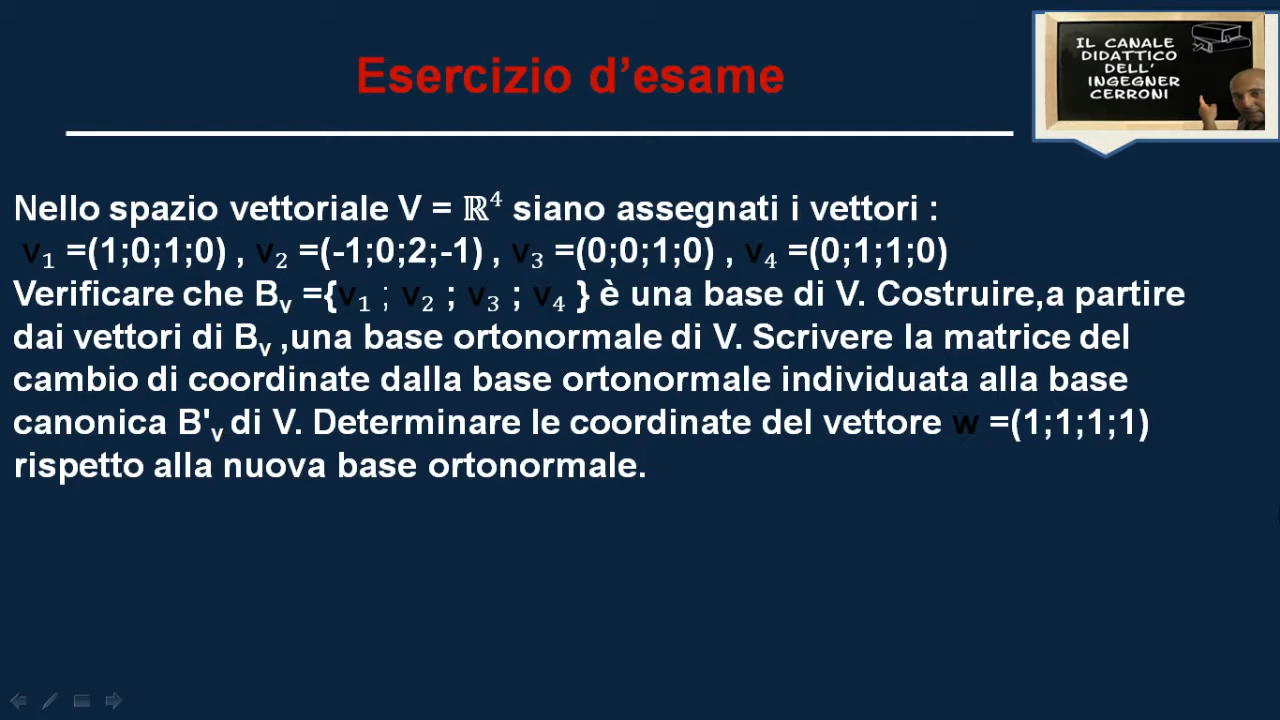 IL CANALE
DIDATTICO
DELL'
INGEGNER
CERRONI
Esercizio d’esame
Nello spazio vettoriale V = ℝ⁴ siano assegnati i vettori :
v₁ =(1;0;1;0) , v₂ =(-1;0;2;-1) , v₃ =(0;0;1;0) , v₄ =(0;1;1;0)
Verificare che Bᵥ ={v₁ ; v₂ ; v₃ ; v₄ } è una base di V. Costruire,a partire
dai vettori di Bᵥ ,una base ortonormale di V. Scrivere la matrice del
cambio di coordinate dalla base ortonormale individuata alla base
canonica B'ᵥ di V. Determinare le coordinate del vettore w =(1;1;1;1)
rispetto alla nuova base ortonormale.